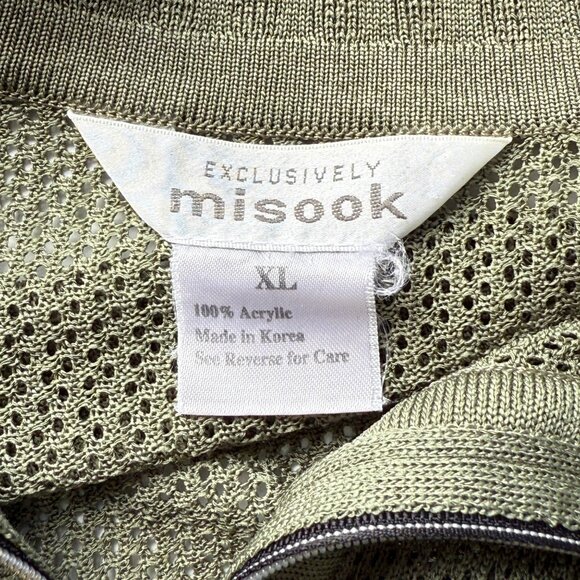 EXCLUSIVELY
misook
XL
100% Acrylic
Made in Korea
See Reverse for Care